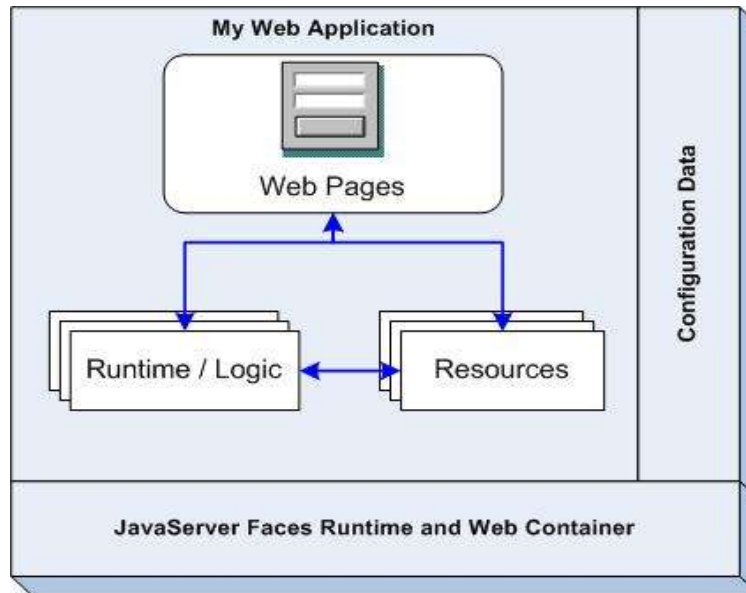 My Web Application
Web Pages
Runtime / Logic
Resources
Configuration Data
JavaServer Faces Runtime and Web Container